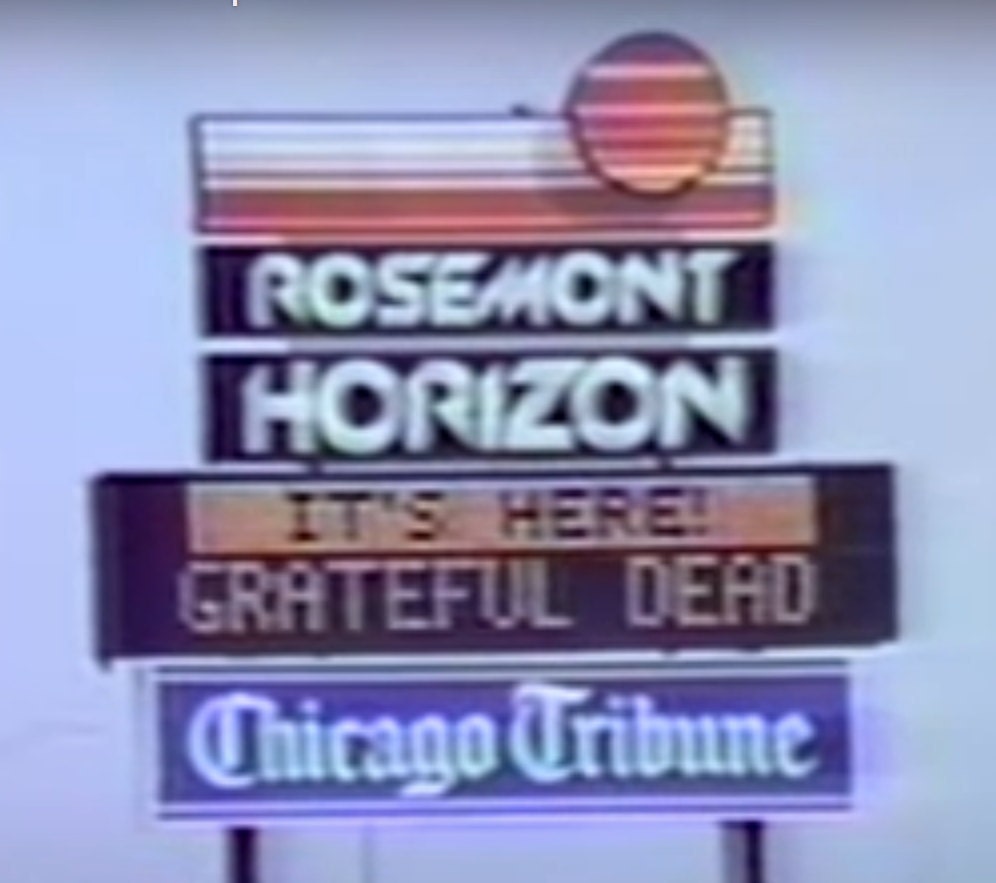 ROSEMONT
HORIZON
IT'S HERE!
GRATEFUL DEAD
Chicago Tribune